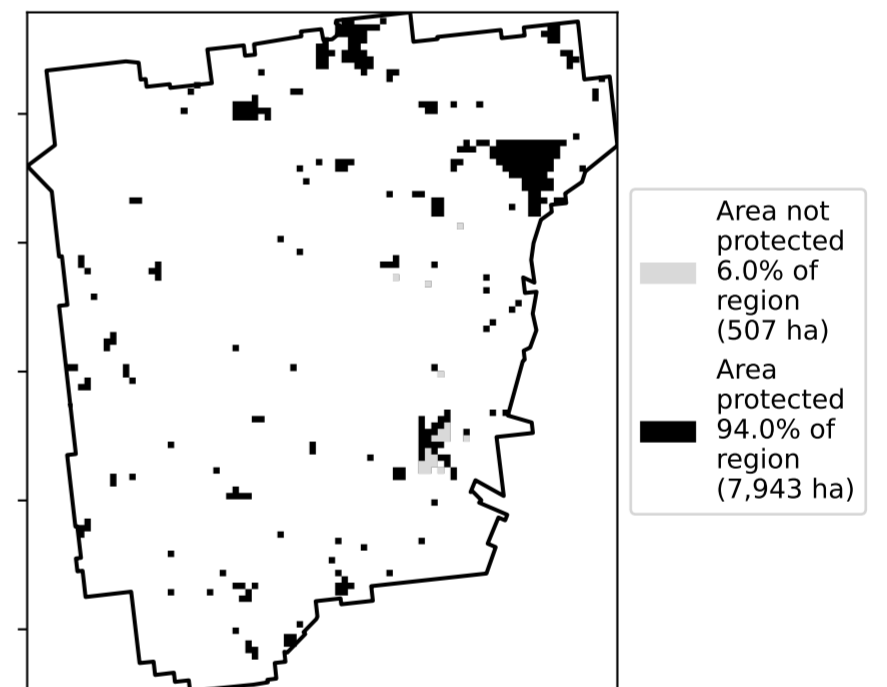 Area not
protected
6.0% of
region
(507 ha)
Area
protected
94.0% of
region
(7,943 ha)